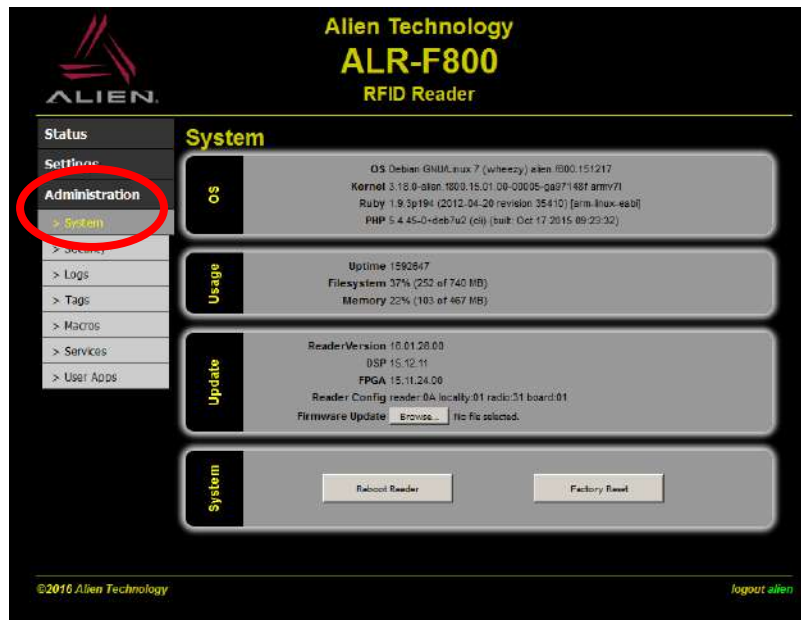 Alien Technology
ALR-F800
RFID Reader
ALIEN.
Status
Settings
Administration
> System
> Security
> Logs
> Tags
> Macros
> Services
> User Apps
System
OS
OS Debian GNU/Linux 7 (wheezy) alien.f800.151217
Kernel 3.16.0-alien.f800.15.01.00-00005-ga97148f armv7l
Ruby 1.9.3p194 (2012-04-20 revision 35410) [arm-linux-eabi]
PHP 5.4.45-0+deb7u2 (cli) (built: Oct 17 2015 09:23:32)
Usage
Uptime 1592647
Filesystem 37% (252 of 740 MB)
Memory 22% (103 of 467 MB)
Update
ReaderVersion 16.01.26.00
DSP 15.12.11
FPGA 15.11.24.00
Reader Config reader:0A locality:01 radio:31 board:01
Firmware Update Browse... No file selected.
System
Reboot Reader Factory Reset
©2016 Alien Technology
logout alien